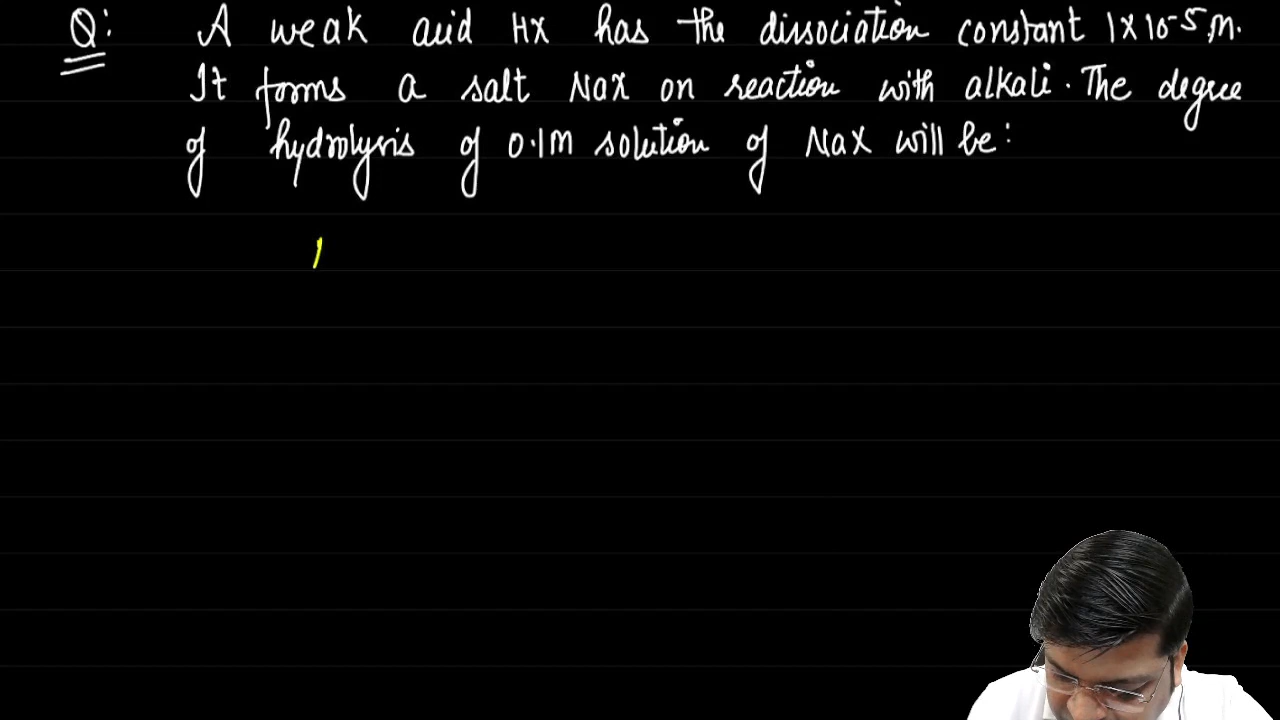 Q: A weak acid HX has the dissociation constant 1 x 10-5 m.
It forms a salt NaX on reaction with alkali. The degree
of hydrolysis of 0.1M solution of NaX will be: